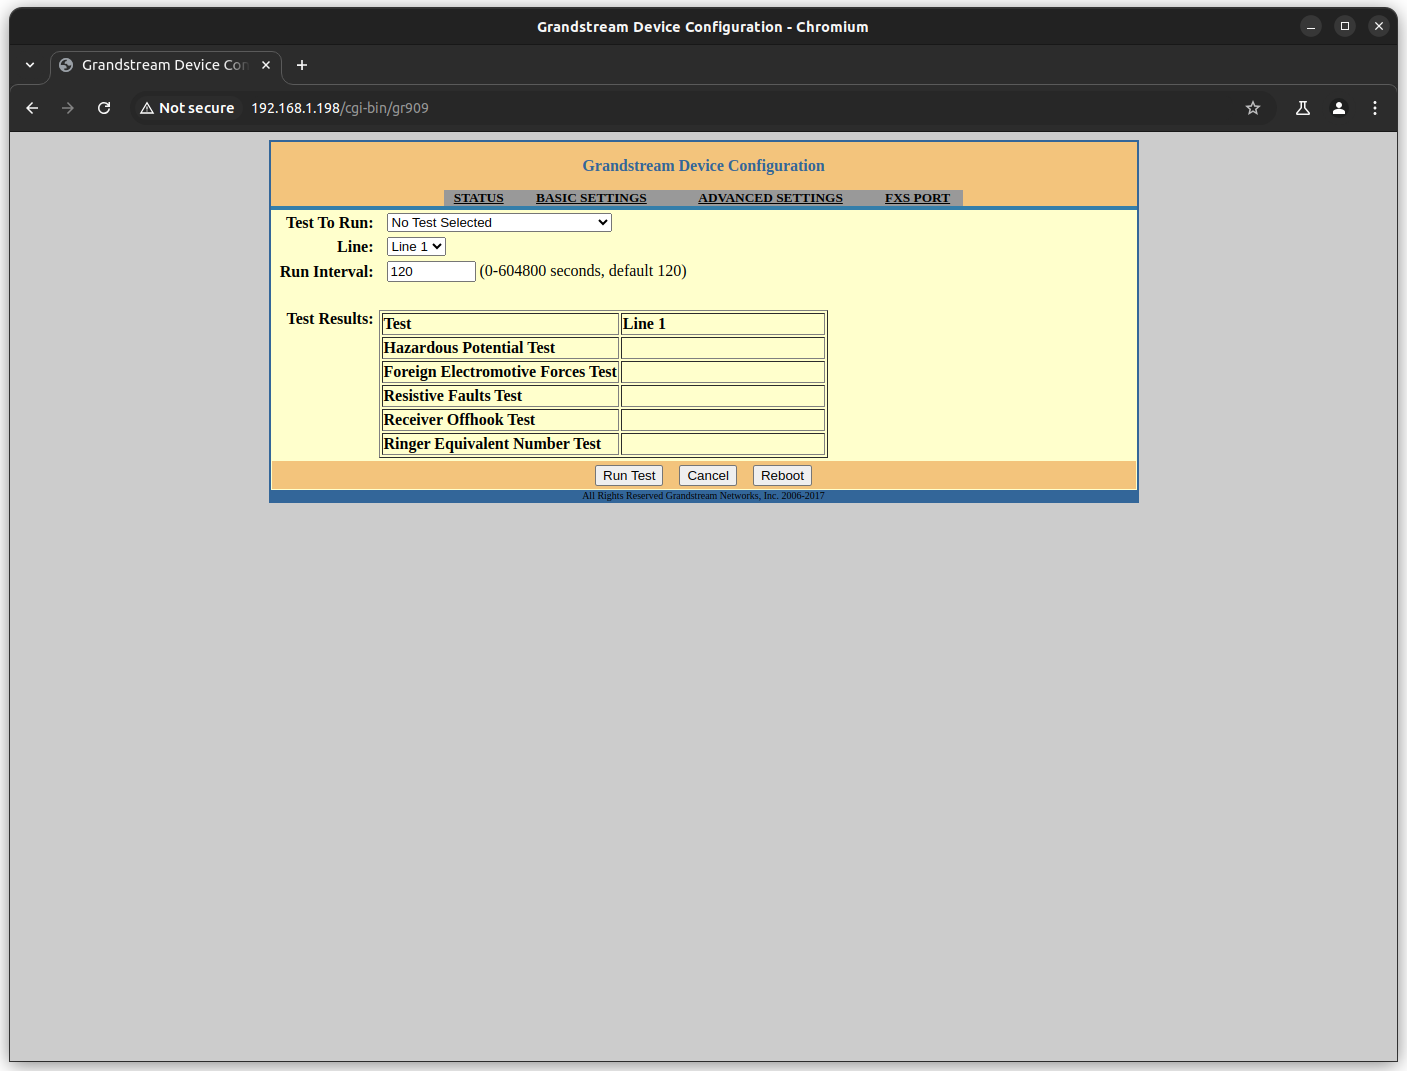 Grandstream Device Configuration - Chromium
Grandstream Device Con
Not secure 192.168.1.198/cgi-bin/gr909
Grandstream Device Configuration
STATUS BASIC SETTINGS ADVANCED SETTINGS FXS PORT
Test To Run: No Test Selected
Line: Line 1
Run Interval: 120 (0-604800 seconds, default 120)
Test Results:
Test Line 1
Hazardous Potential Test
Foreign Electromotive Forces Test
Resistive Faults Test
Receiver Offhook Test
Ringer Equivalent Number Test
Run Test Cancel Reboot
All Rights Reserved Grandstream Networks, Inc. 2006-2017